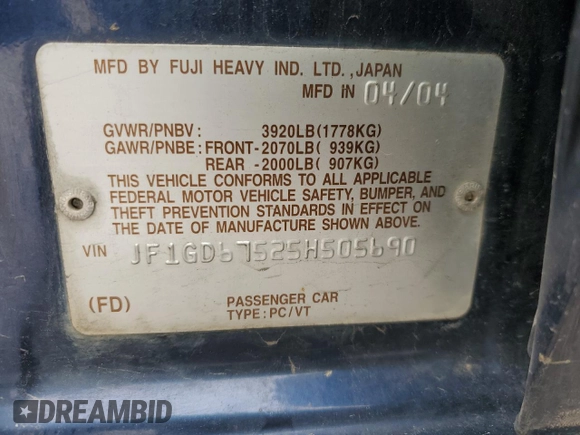 MFD BY FUJI HEAVY IND. LTD., JAPAN
MFD IN 04/04
GVWR/PNBV : 3920LB(1778KG)
GAWR/PNBE : FRONT-2070LB( 939KG)
REAR -2000LB( 907KG)
THIS VEHICLE CONFORMS TO ALL APPLICABLE
FEDERAL MOTOR VEHICLE SAFETY, BUMPER, AND
THEFT PREVENTION STANDARDS IN EFFECT ON
THE DATE OF MANUFACTURE SHOWN ABOVE.
VIN JF1GD67525H505690
(FD) PASSENGER CAR
TYPE : PC/VT
DREAMBID